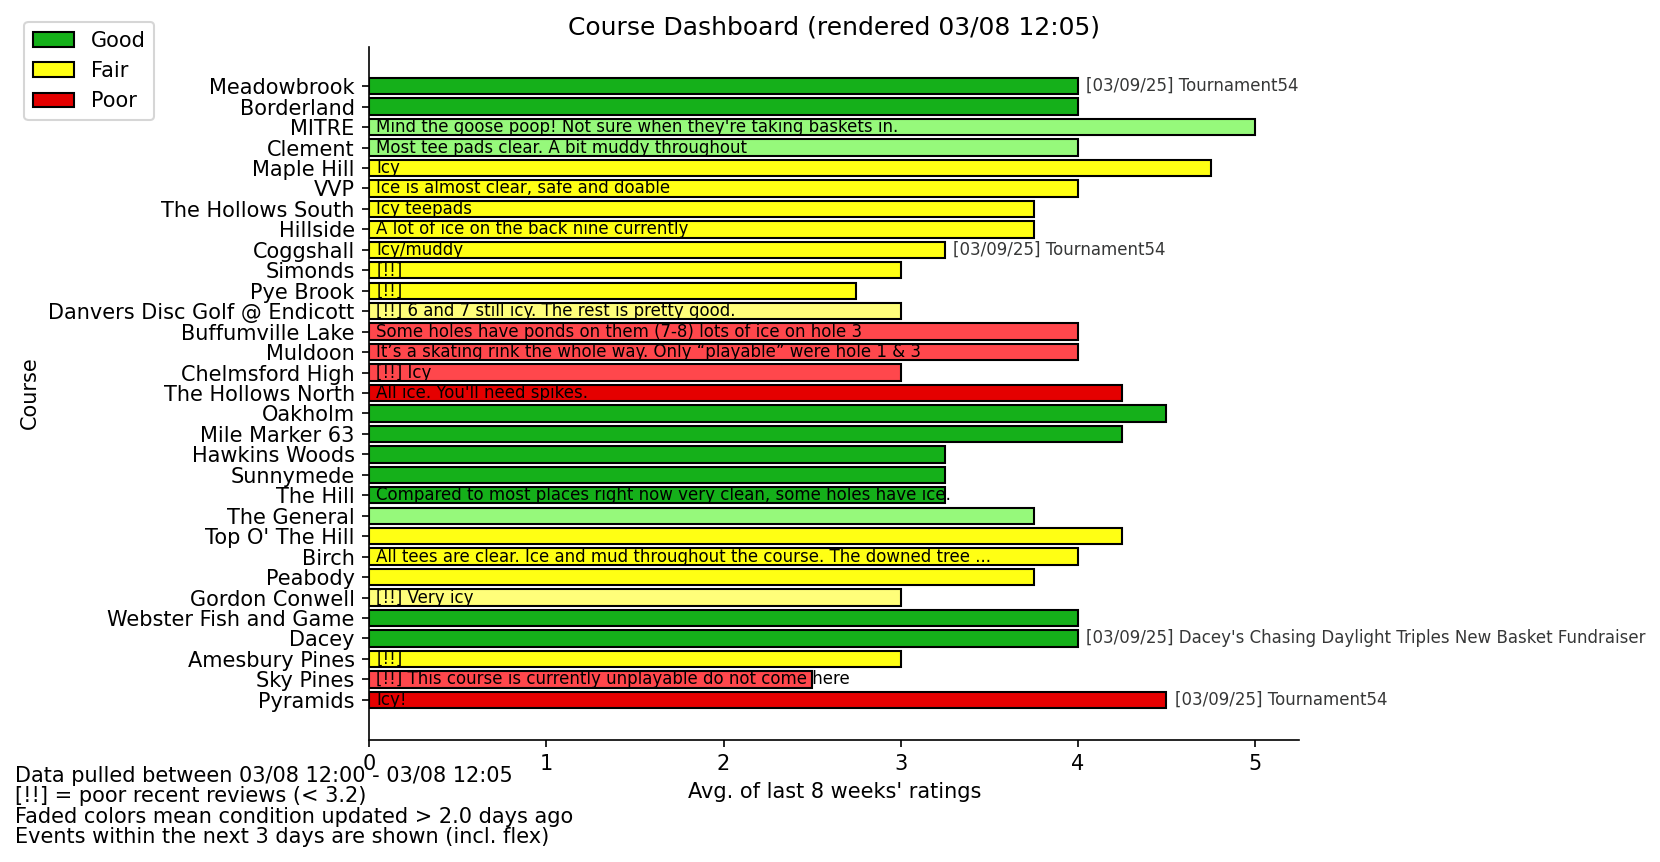 Course Dashboard (rendered 03/08 12:05)
Good
Fair
Poor
Meadowbrook [03/09/25] Tournament54
Borderland
MITRE Mind the goose poop! Not sure when they're taking baskets in.
Clement Most tee pads clear. A bit muddy throughout
Maple Hill Icy
VVP Ice is almost clear, safe and doable
The Hollows South Icy teepads
Hillside A lot of ice on the back nine currently
Coggshall Icy/muddy [03/09/25] Tournament54
Simonds [!!]
Pye Brook [!!]
Danvers Disc Golf @ Endicott [!!] 6 and 7 still icy. The rest is pretty good.
Buffumville Lake Some holes have ponds on them (7-8) lots of ice on hole 3
Muldoon It’s a skating rink the whole way. Only “playable” were hole 1 & 3
Chelmsford High [!!] Icy
The Hollows North All ice. You'll need spikes.
Oakholm
Mile Marker 63
Hawkins Woods
Sunnymede
The Hill Compared to most places right now very clean, some holes have ice.
The General
Top O' The Hill
Birch All tees are clear. Ice and mud throughout the course. The downed tree ...
Peabody
Gordon Conwell [!!] Very icy
Webster Fish and Game
Dacey [03/09/25] Dacey's Chasing Daylight Triples New Basket Fundraiser
Amesbury Pines [!!]
Sky Pines [!!] This course is currently unplayable do not come here
Pyramids Icy! [03/09/25] Tournament54
Course
0 1 2 3 4 5
Avg. of last 8 weeks' ratings
Data pulled between 03/08 12:00 - 03/08 12:05
[!!] = poor recent reviews (< 3.2)
Faded colors mean condition updated > 2.0 days ago
Events within the next 3 days are shown (incl. flex)